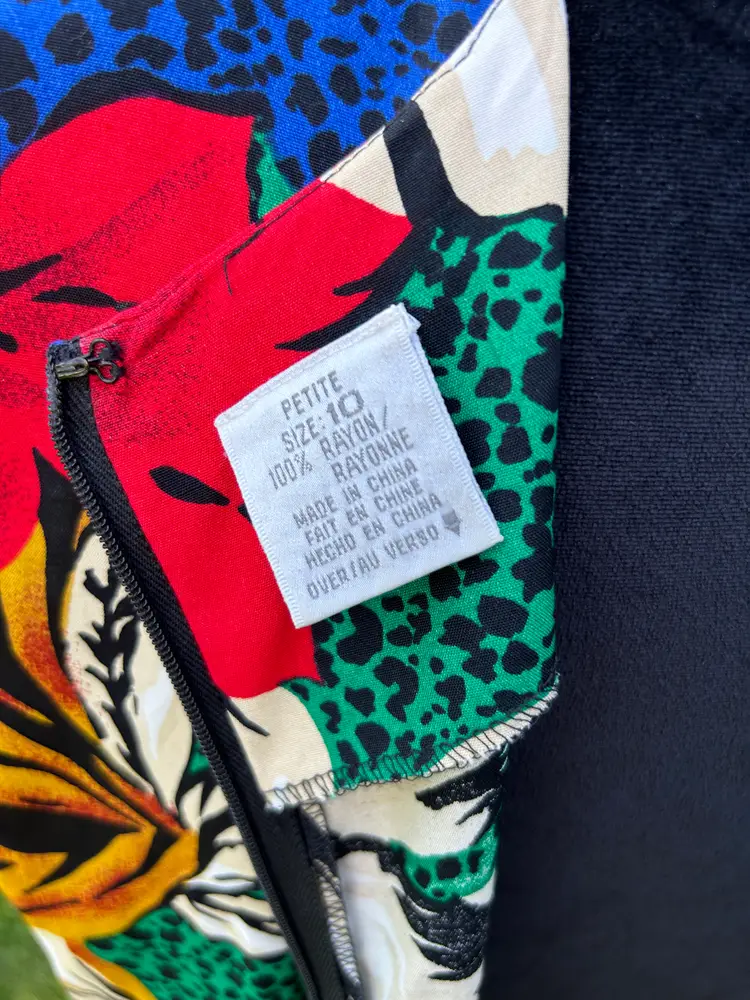 PETITE
SIZE: 10
100% RAYON/
RAYONNE
MADE IN CHINA
FAIT EN CHINE
HECHO EN CHINA
OVER/AU VERSO